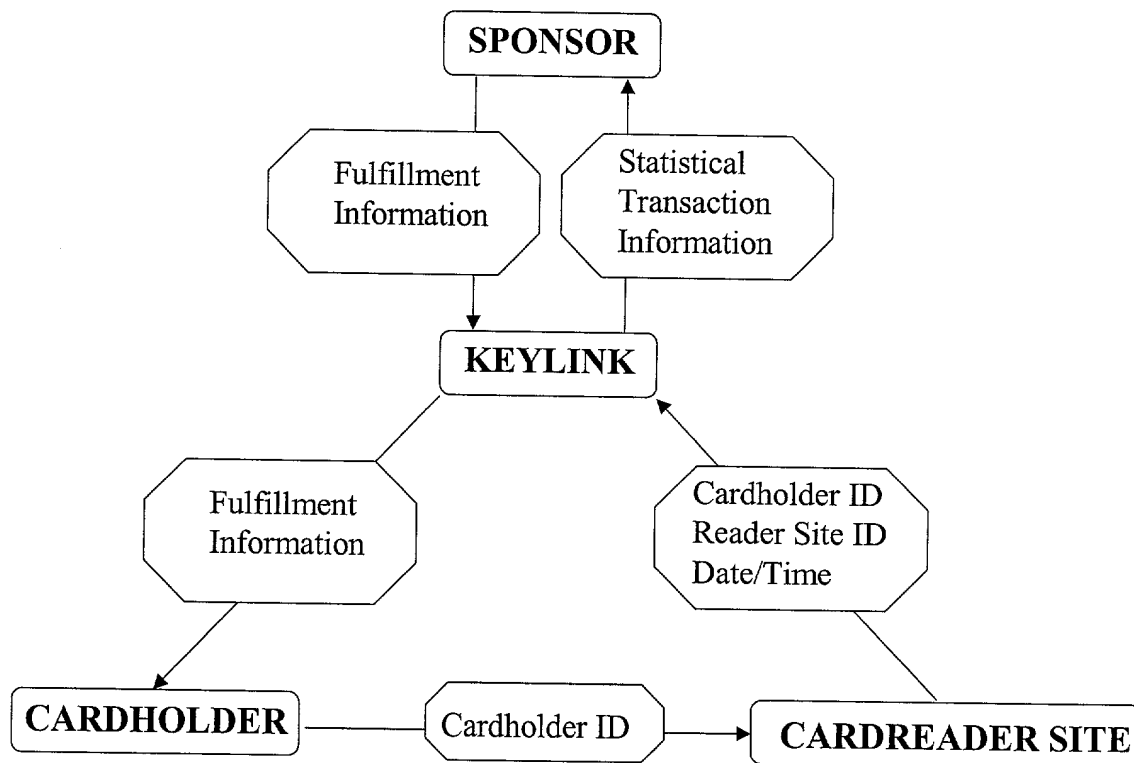 SPONSOR
Fulfillment
Information
Statistical
Transaction
Information
KEYLINK
Fulfillment
Information
Cardholder ID
Reader Site ID
Date/Time
CARDHOLDER
Cardholder ID
CARDREADER SITE